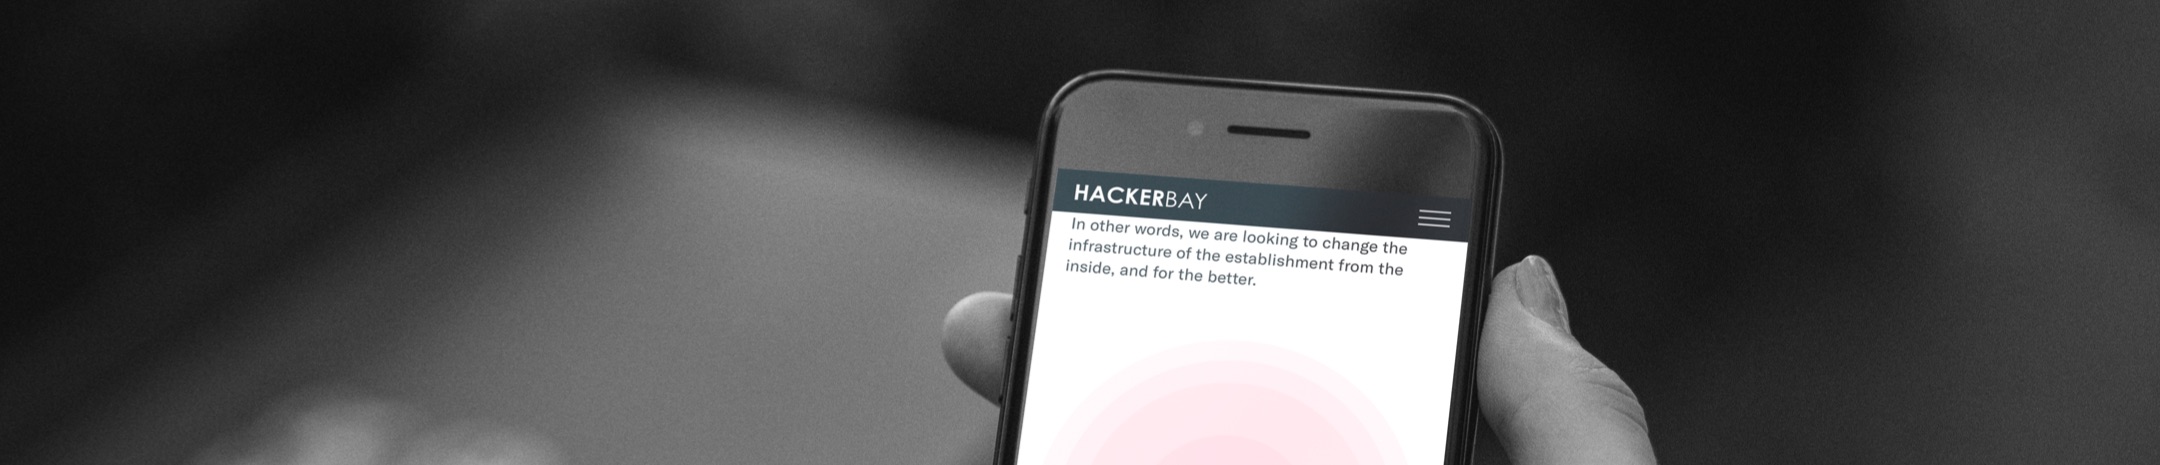 HACKERBAY
In other words, we are looking to change the
infrastructure of the establishment from the
inside, and for the better.